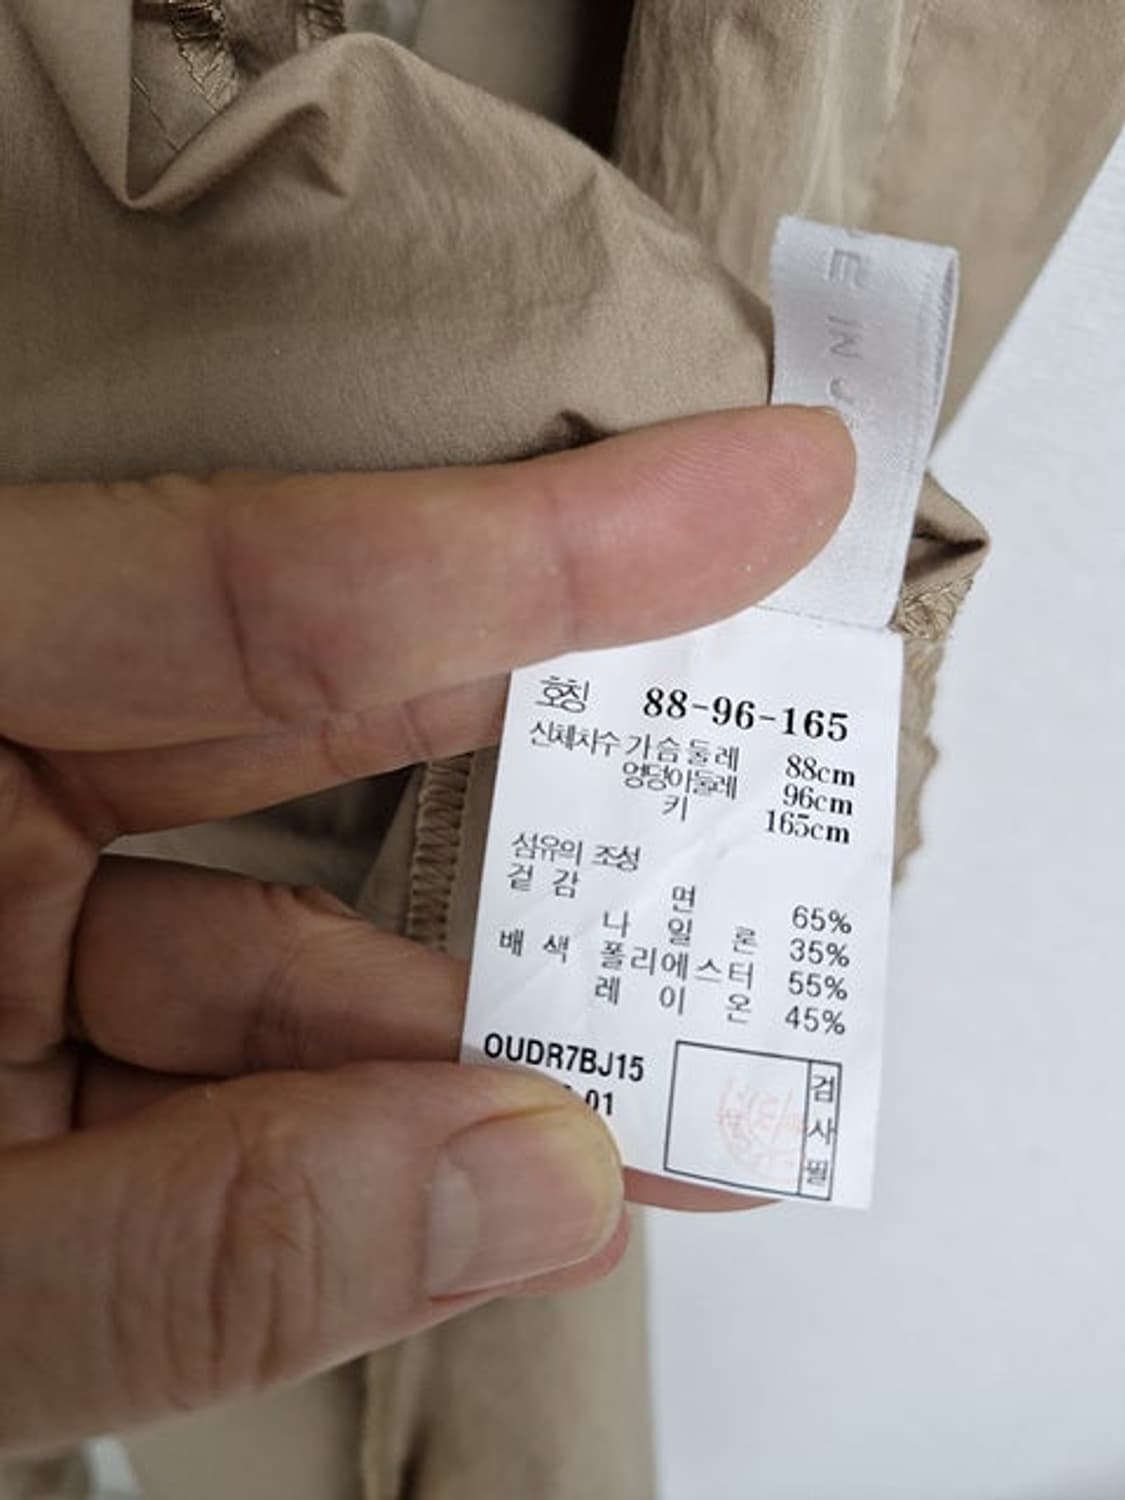 E IN
호칭 88-96-165
신체치수 가슴둘레 88cm
엉덩이둘레 96cm
키 165cm
섬유의 조성
겉감 면 65%
나일론 35%
배색 폴리에스터 55%
레이온 45%
OUDR7BJ15
01
검사필